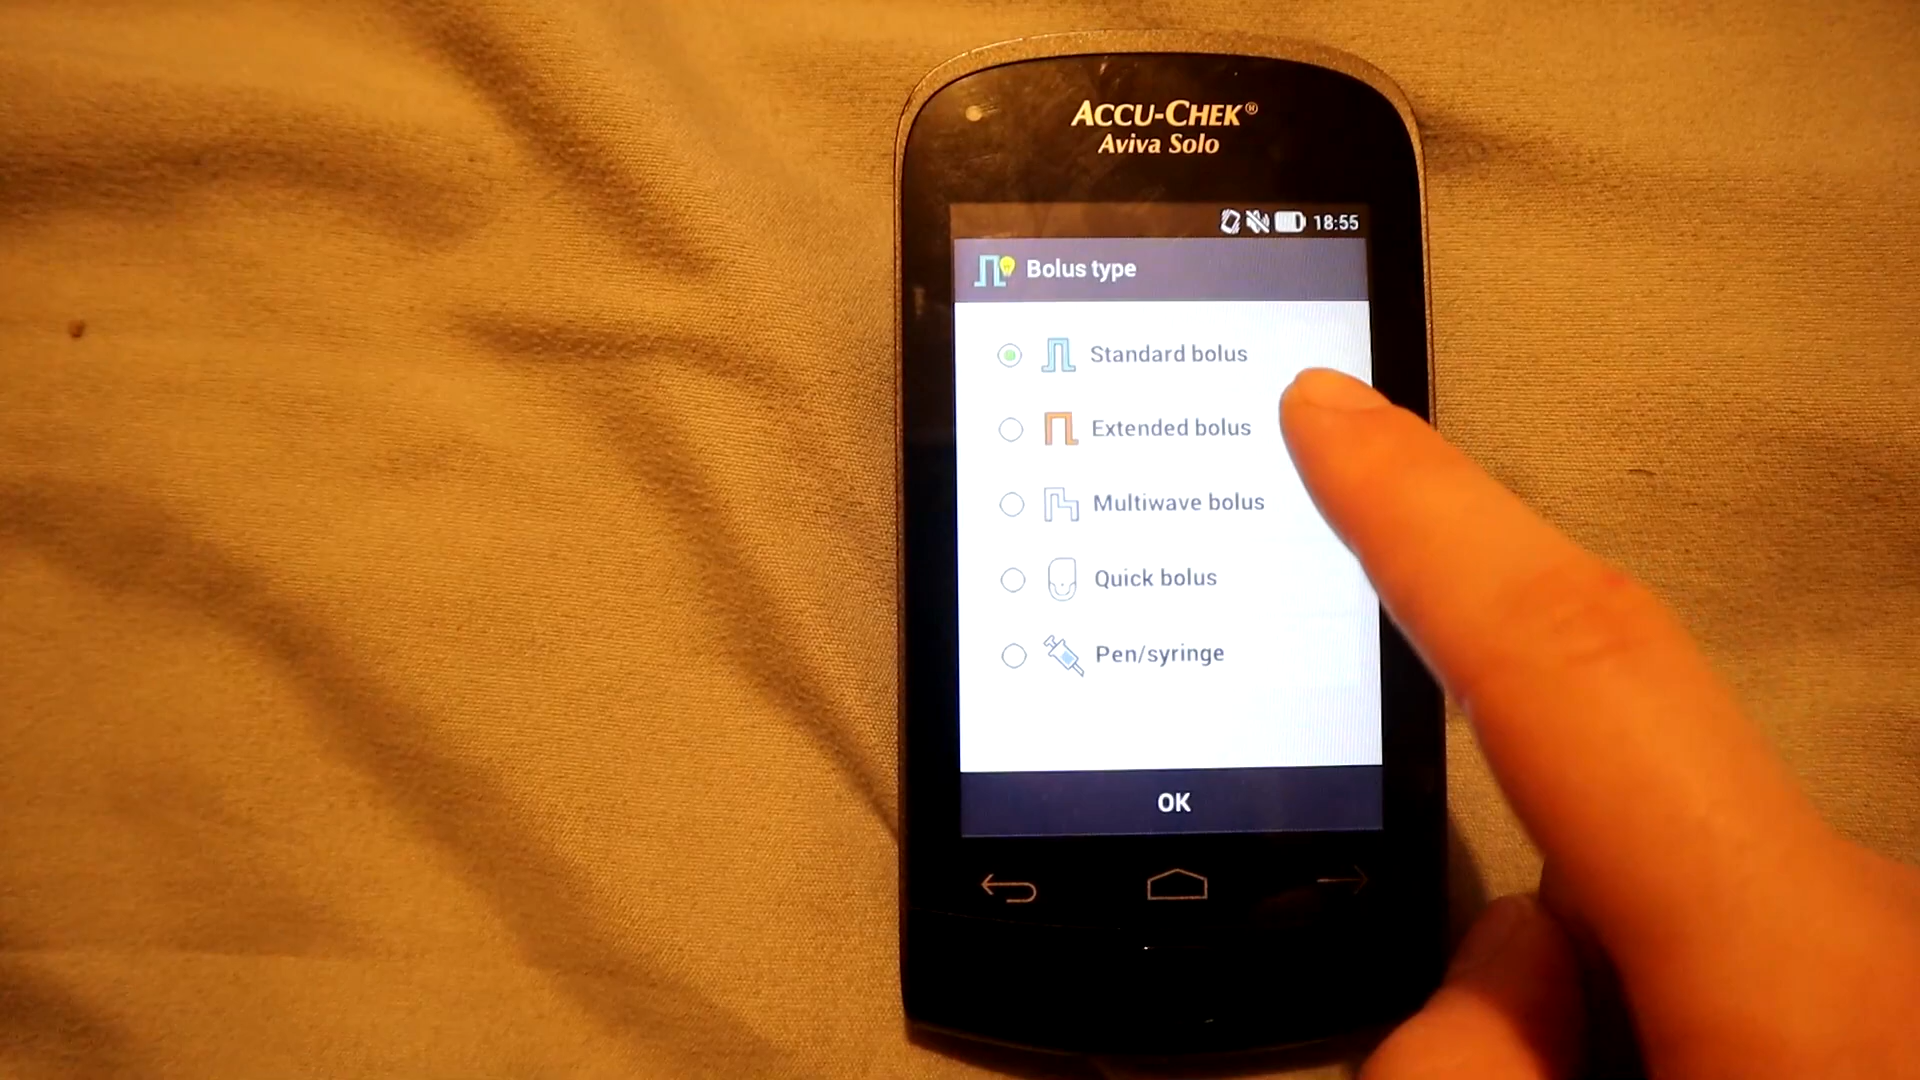 ACCU-CHEK®
Aviva Solo
18:55
Bolus type
Standard bolus
Extended bolus
Multiwave bolus
Quick bolus
Pen/syringe
OK